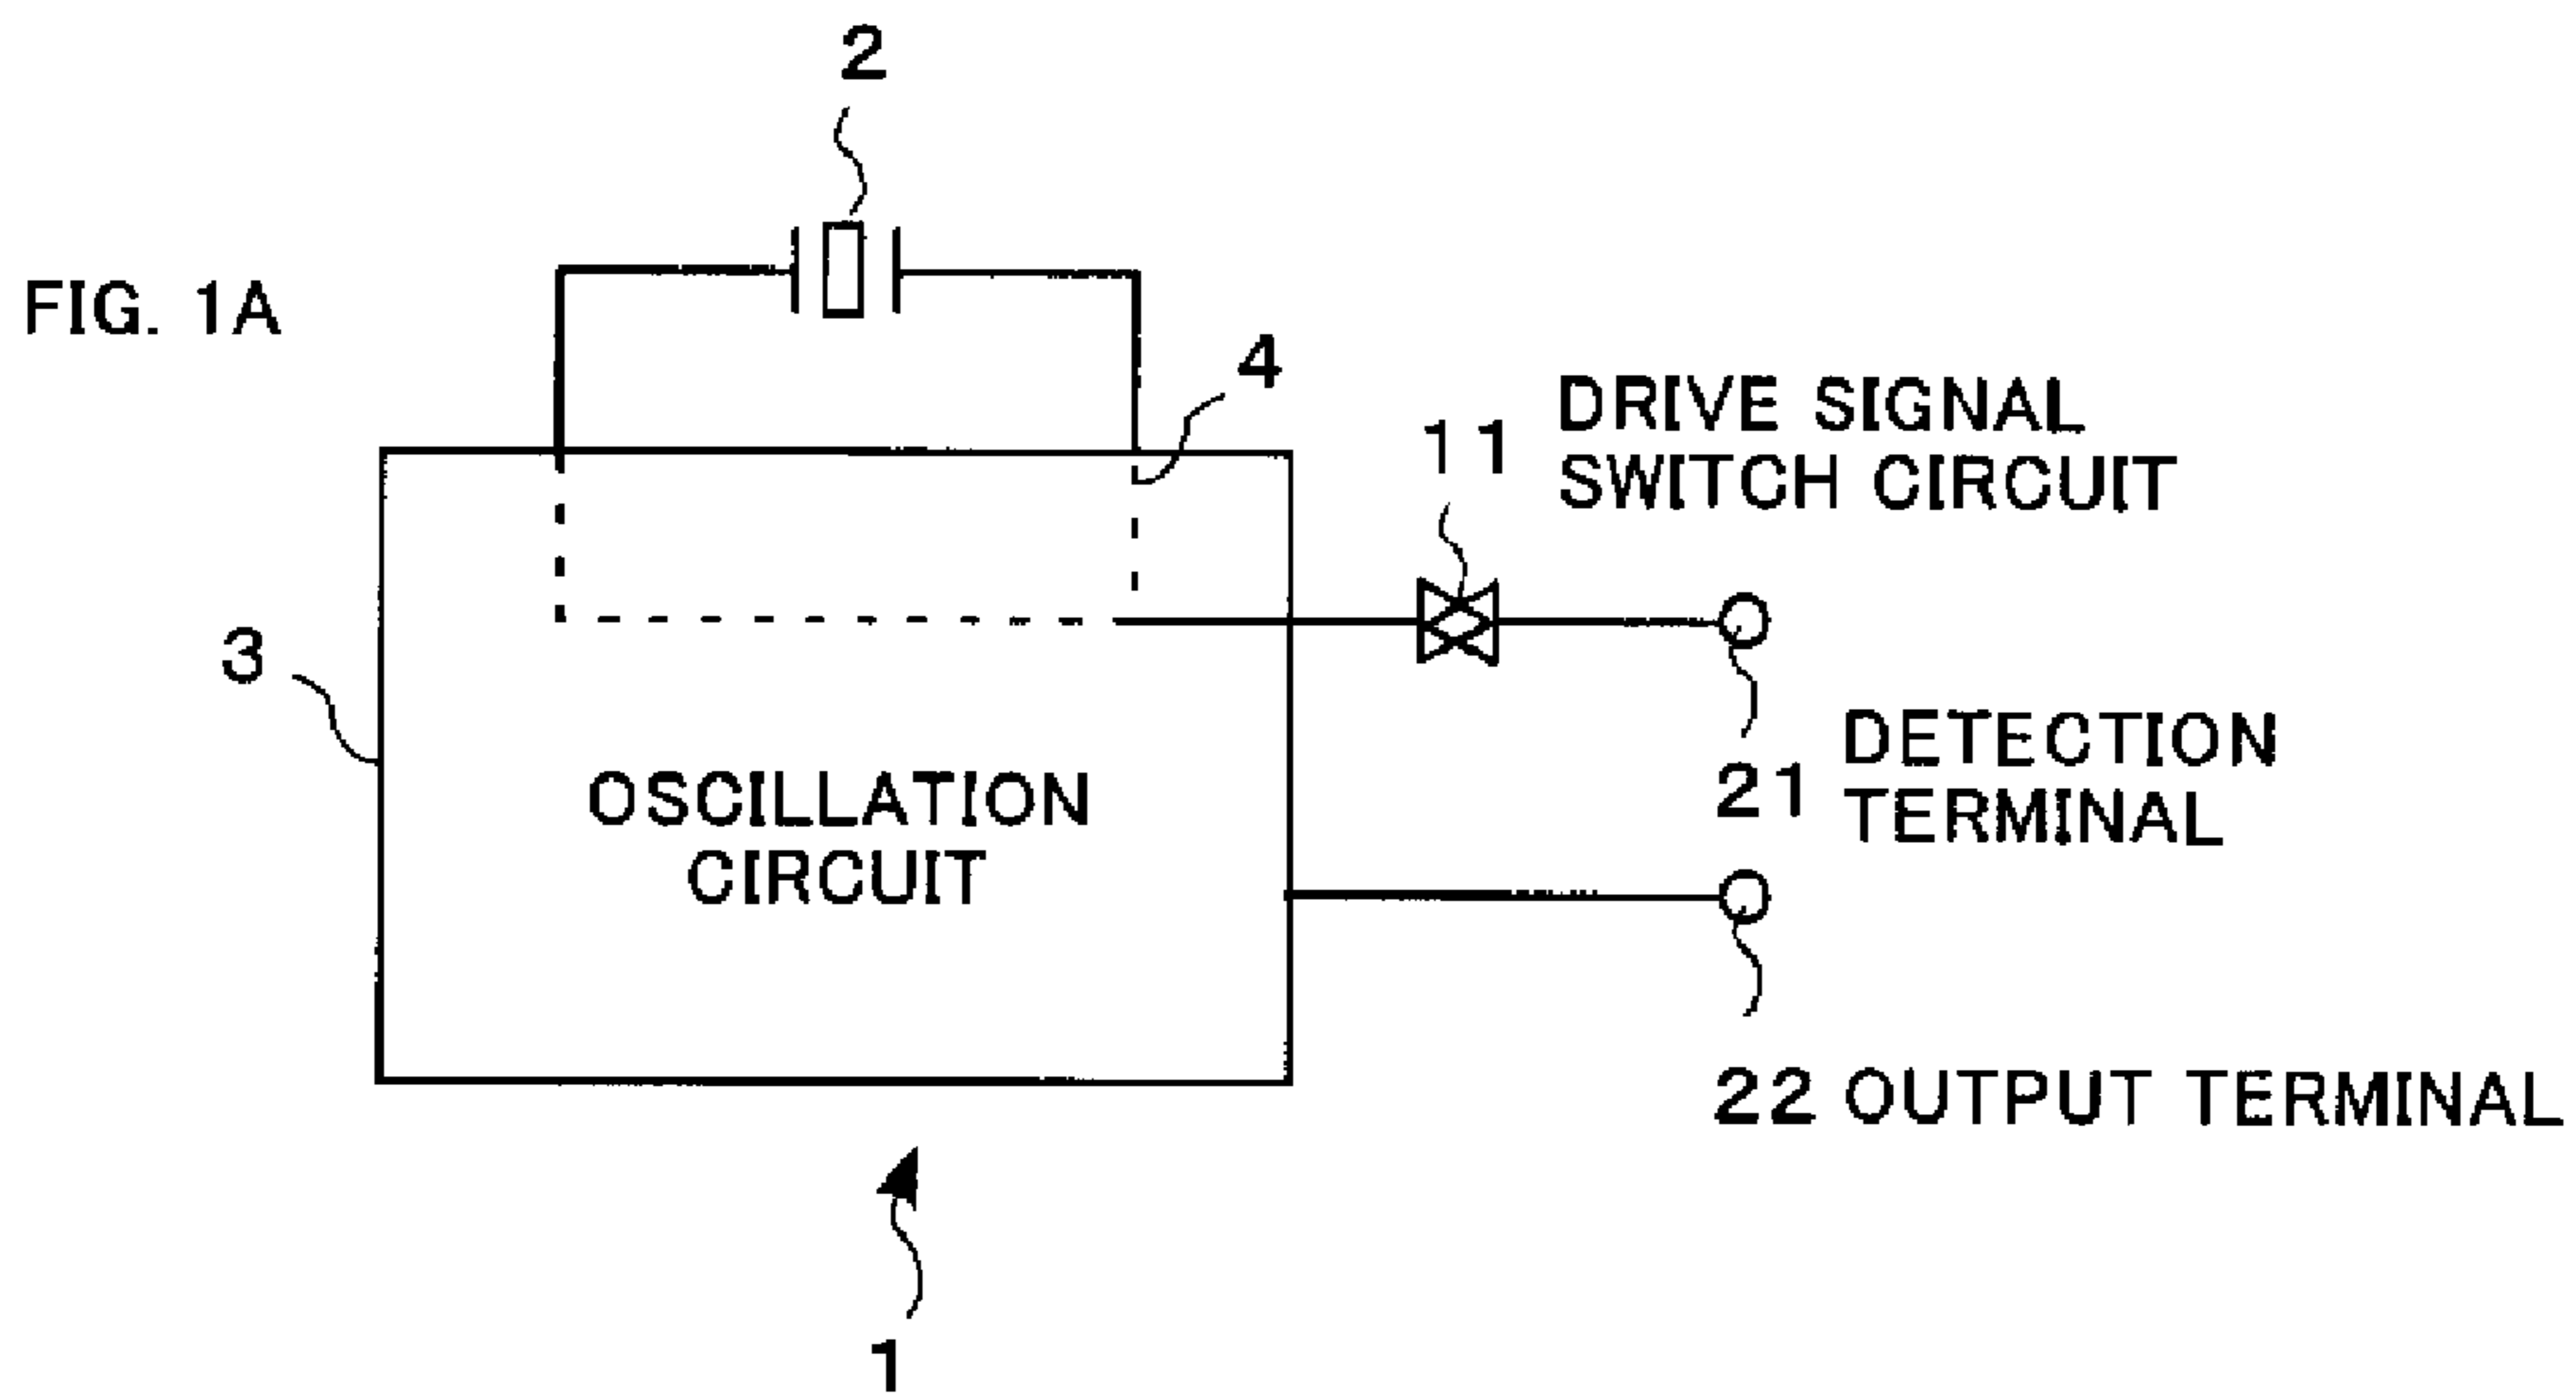 2
FIG. 1A
4
11 DRIVE SIGNAL
SWITCH CIRCUIT
3
OSCILLATION
CIRCUIT
21 DETECTION
TERMINAL
22 OUTPUT TERMINAL
1